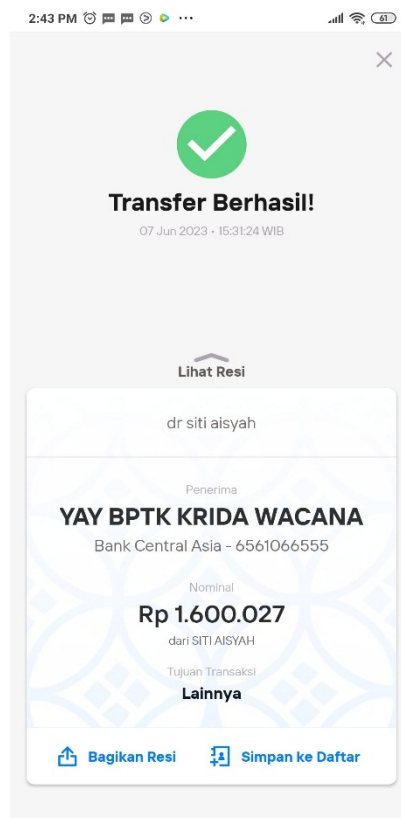 2:43 PM
61
Transfer Berhasil!
07 Jun 2023 • 15:31:24 WIB
Lihat Resi
dr siti aisyah
Penerima
YAY BPTK KRIDA WACANA
Bank Central Asia - 6561066555
Nominal
Rp 1.600.027
dari SITI AISYAH
Tujuan Transaksi
Lainnya
Bagikan Resi
Simpan ke Daftar